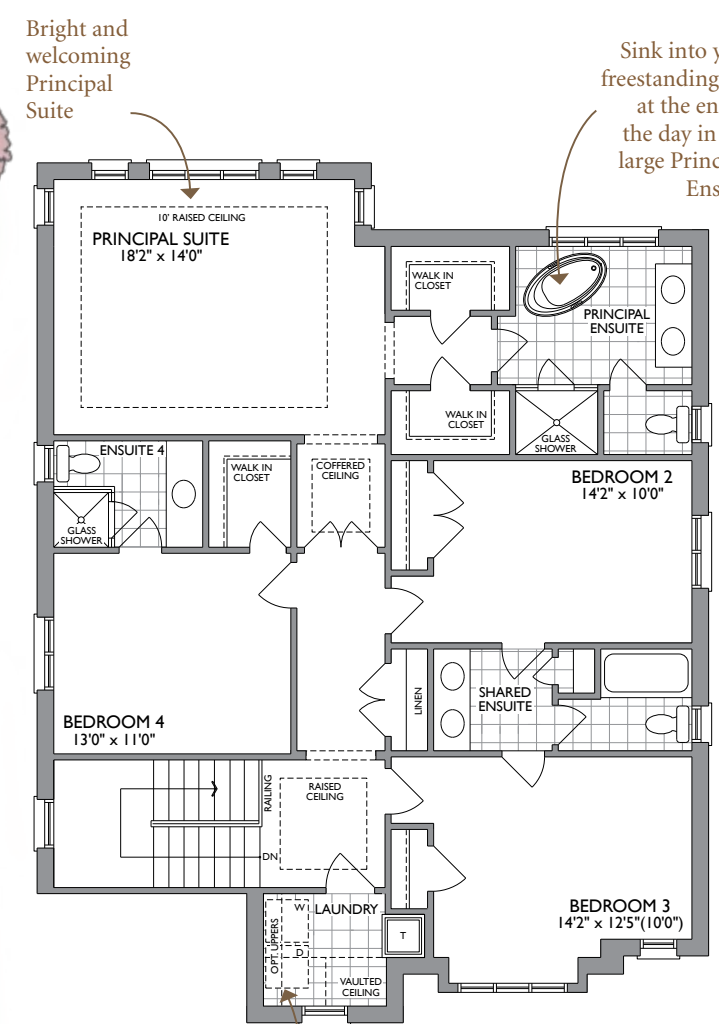 Bright and
welcoming
Principal
Suite
Sink into y
freestanding
at the en
the day in
large Princ
Ens
10' RAISED CEILING
PRINCIPAL SUITE
18'2" x 14'0"
WALK IN
CLOSET
PRINCIPAL
ENSUITE
WALK IN
CLOSET
GLASS
SHOWER
ENSUITE 4
WALK IN
CLOSET
COFFERED
CEILING
GLASS
SHOWER
BEDROOM 2
14'2" x 10'0"
BEDROOM 4
13'0" x 11'0"
LINEN
SHARED
ENSUITE
RAILING
RAISED
CEILING
DN
BEDROOM 3
14'2" x 12'5"(10'0")
W
LAUNDRY
OPT. UPPERS
D
T
VAULTED
CEILING